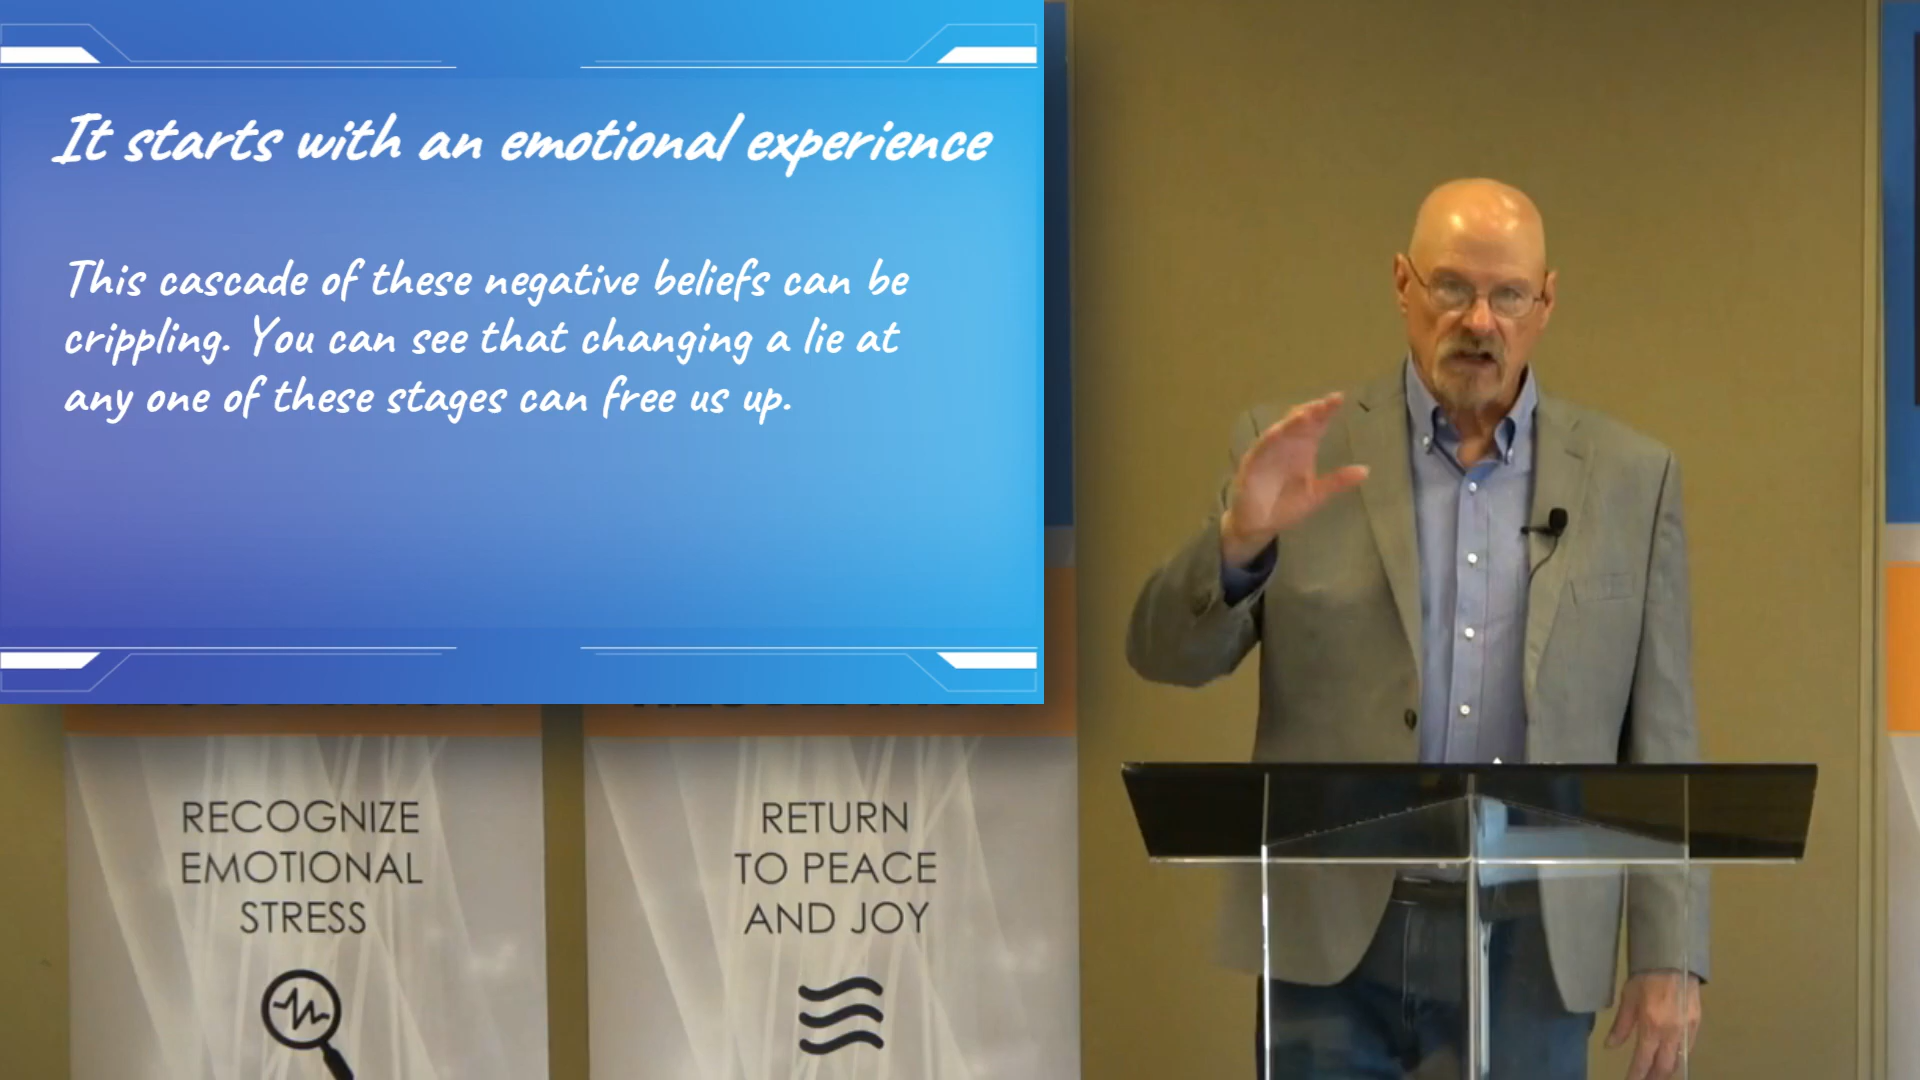 It starts with an emotional experience
This cascade of these negative beliefs can be
crippling. You can see that changing a lie at
any one of these stages can free us up.
RECOGNIZE
EMOTIONAL
STRESS
RETURN
TO PEACE
AND JOY